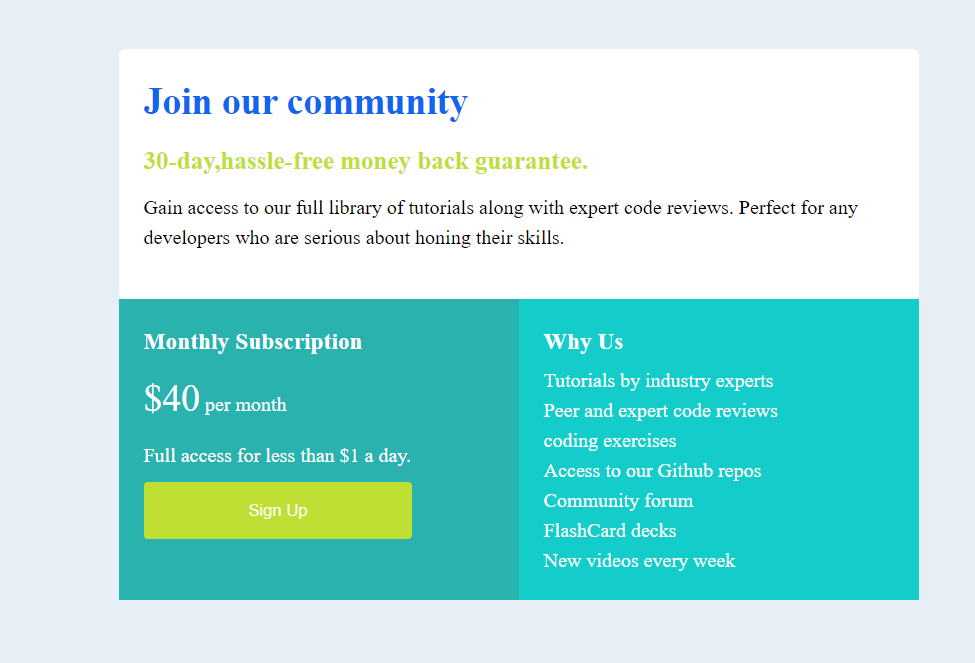 Join our community
30-day,hassle-free money back guarantee.
Gain access to our full library of tutorials along with expert code reviews. Perfect for any
developers who are serious about honing their skills.
Monthly Subscription
$40 per month
Full access for less than $1 a day.
Sign Up
Why Us
Tutorials by industry experts
Peer and expert code reviews
coding exercises
Access to our Github repos
Community forum
FlashCard decks
New videos every week